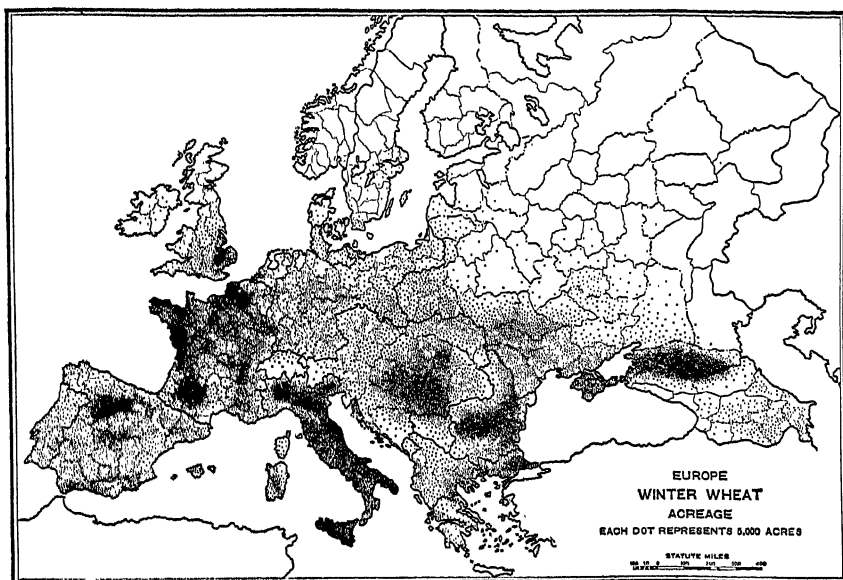 EUROPE
WINTER WHEAT
ACREAGE
EACH DOT REPRESENTS 5,000 ACRES
STATUTE MILES